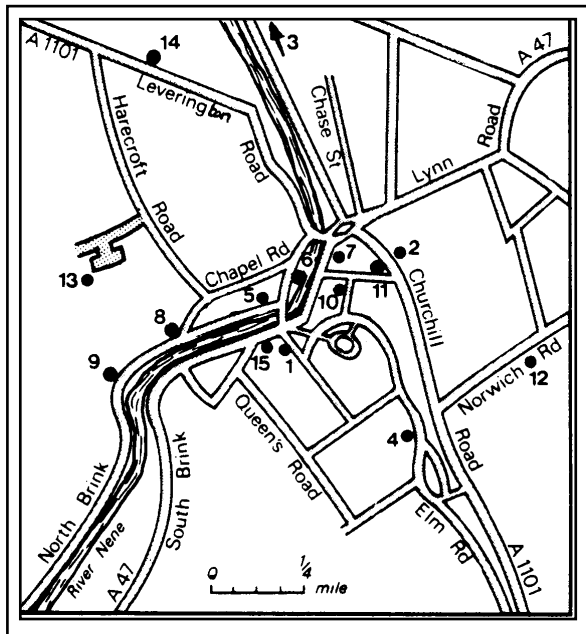 A 1101
14
3
A 47
Leverington
Road
Harecroft
Road
Chase St
Lynn
Road
13
Chapel Rd
6
7
2
5
10
11
8
Churchill
Road
9
15
1
12
Norwich Rd
Queen's
Road
4
North Brink
River Nene
South Brink
A 47
Elm Rd
A 1101
0 1/4
mile